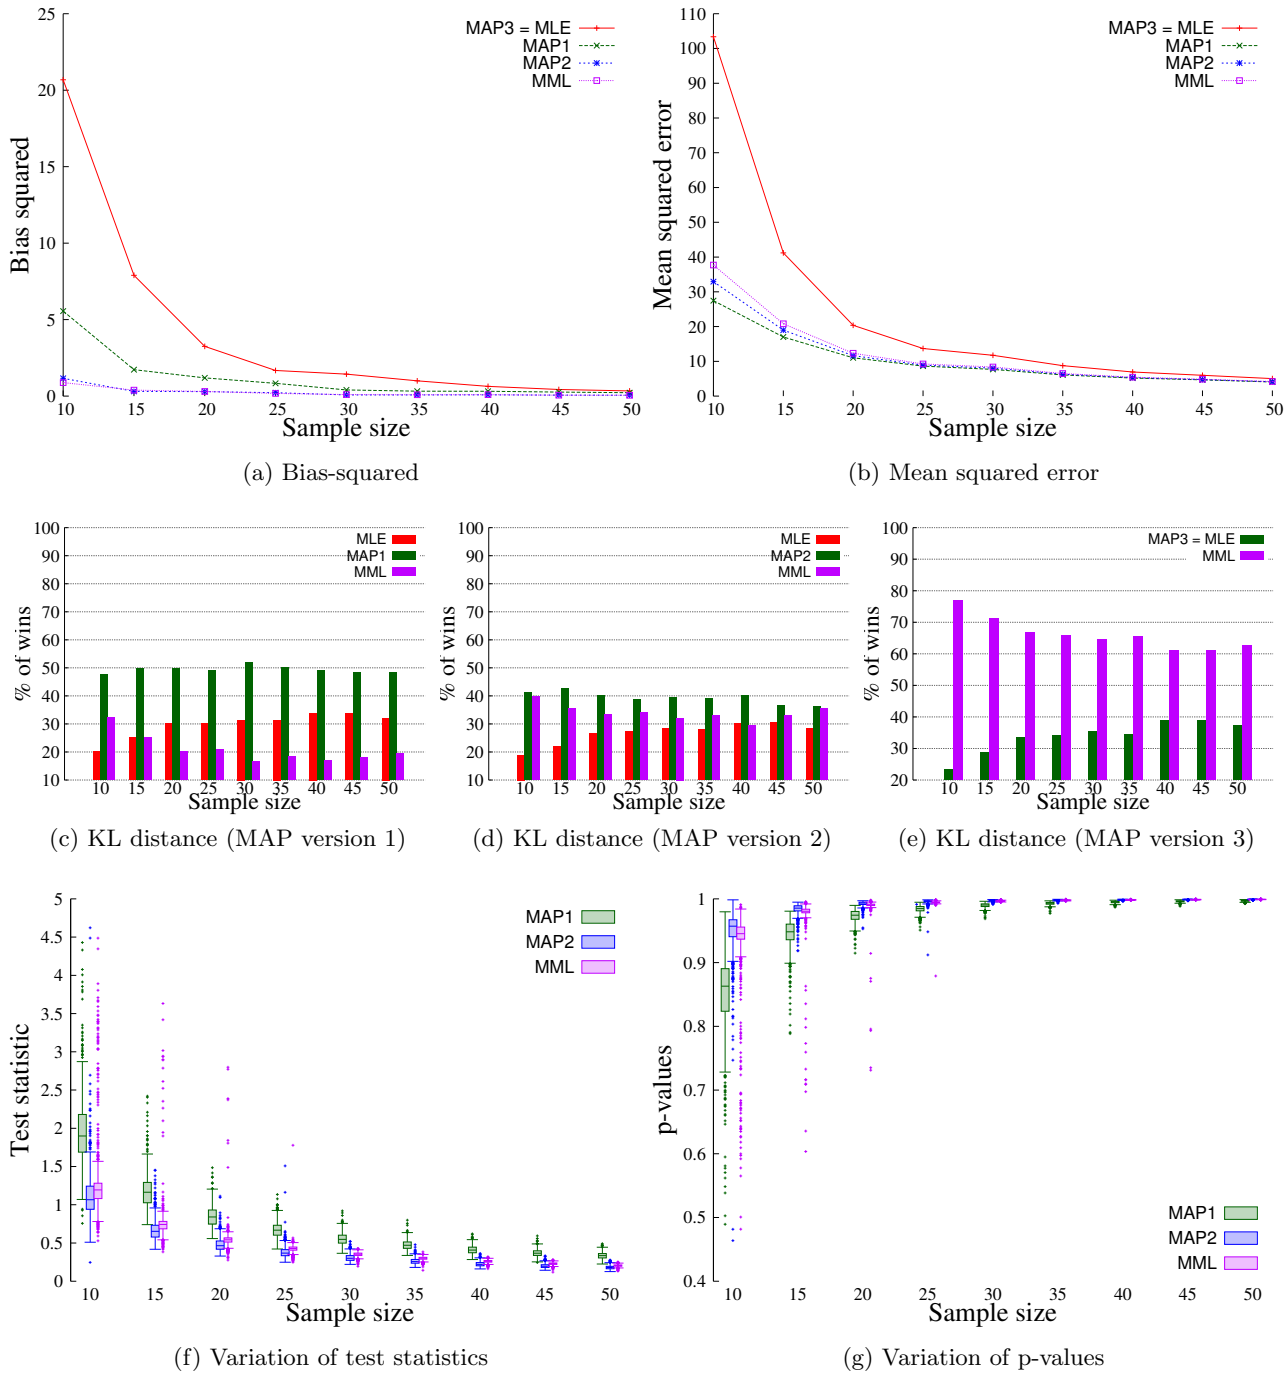 25
20
15
10
5
0
10 15 20 25 30 35 40 45 50
Bias squared
Sample size
MAP3 = MLE
MAP1
MAP2
MML
(a) Bias-squared
110
100
90
80
70
60
50
40
30
20
10
0
10 15 20 25 30 35 40 45 50
Mean squared error
Sample size
MAP3 = MLE
MAP1
MAP2
MML
(b) Mean squared error
100
90
80
70
60
50
40
30
20
10
10 15 20 25 30 35 40 45 50
% of wins
Sample size
MLE
MAP1
MML
(c) KL distance (MAP version 1)
100
90
80
70
60
50
40
30
20
10
10 15 20 25 30 35 40 45 50
% of wins
Sample size
MLE
MAP2
MML
(d) KL distance (MAP version 2)
100
90
80
70
60
50
40
30
20
10 15 20 25 30 35 40 45 50
% of wins
Sample size
MAP3 = MLE
MML
(e) KL distance (MAP version 3)
5
4.5
4
3.5
3
2.5
2
1.5
1
0.5
0
10 15 20 25 30 35 40 45 50
Test statistic
Sample size
MAP1
MAP2
MML
(f) Variation of test statistics
1
0.9
0.8
0.7
0.6
0.5
0.4
10 15 20 25 30 35 40 45 50
p-values
Sample size
MAP1
MAP2
MML
(g) Variation of p-values